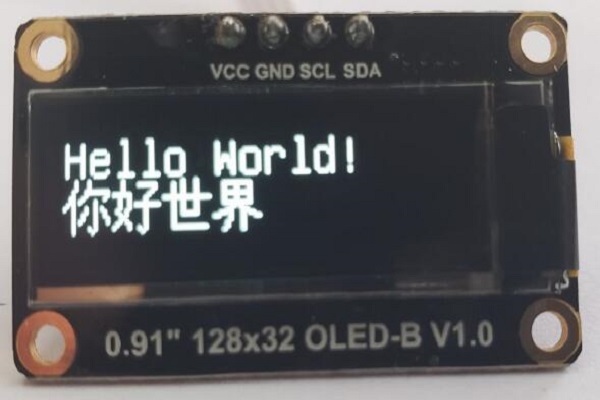 VCC GND SCL SDA
Hello World!
你好世界
0.91" 128x32 OLED-B V1.0